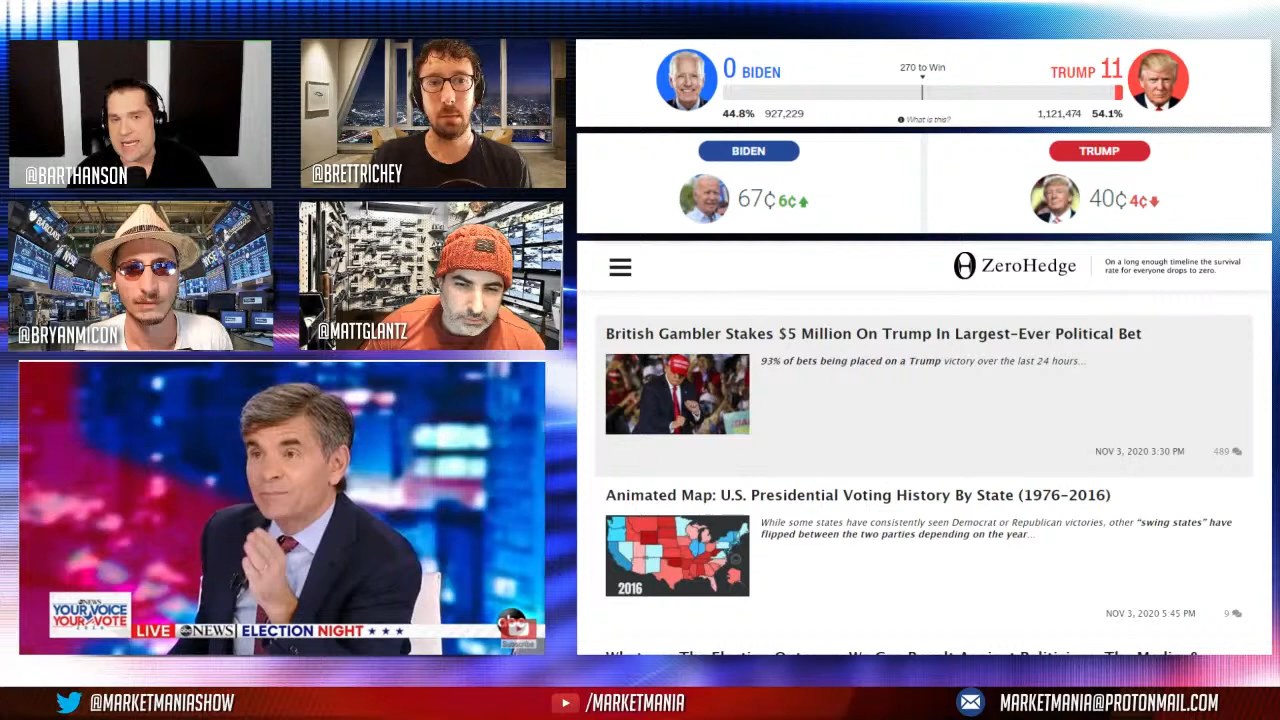 @BARTHANSON
@BRETTRICHEY
@BRYANMICON
@MATTGLANTZ
NYSE
abc NEWS
YOUR VOICE
YOUR VOTE
2020
LIVE
abc NEWS
ELECTION NIGHT ★ ★ ★
abc
Subscribe
0 BIDEN
270 to Win
TRUMP 11
44.8% 927,229
What is this?
1,121,474 54.1%
BIDEN
TRUMP
67¢ 6¢
40¢ 4¢
ZeroHedge
On a long enough timeline the survival
rate for everyone drops to zero.
British Gambler Stakes $5 Million On Trump In Largest-Ever Political Bet
93% of bets being placed on a Trump victory over the last 24 hours...
NOV 3, 2020 3:30 PM
489
Animated Map: U.S. Presidential Voting History By State (1976-2016)
While some states have consistently seen Democrat or Republican victories, other "swing states" have
flipped between the two parties depending on the year...
2016
NOV 3, 2020 5:45 PM
9
@MARKETMANIASHOW
/MARKETMANIA
MARKETMANIA@PROTONMAIL.COM